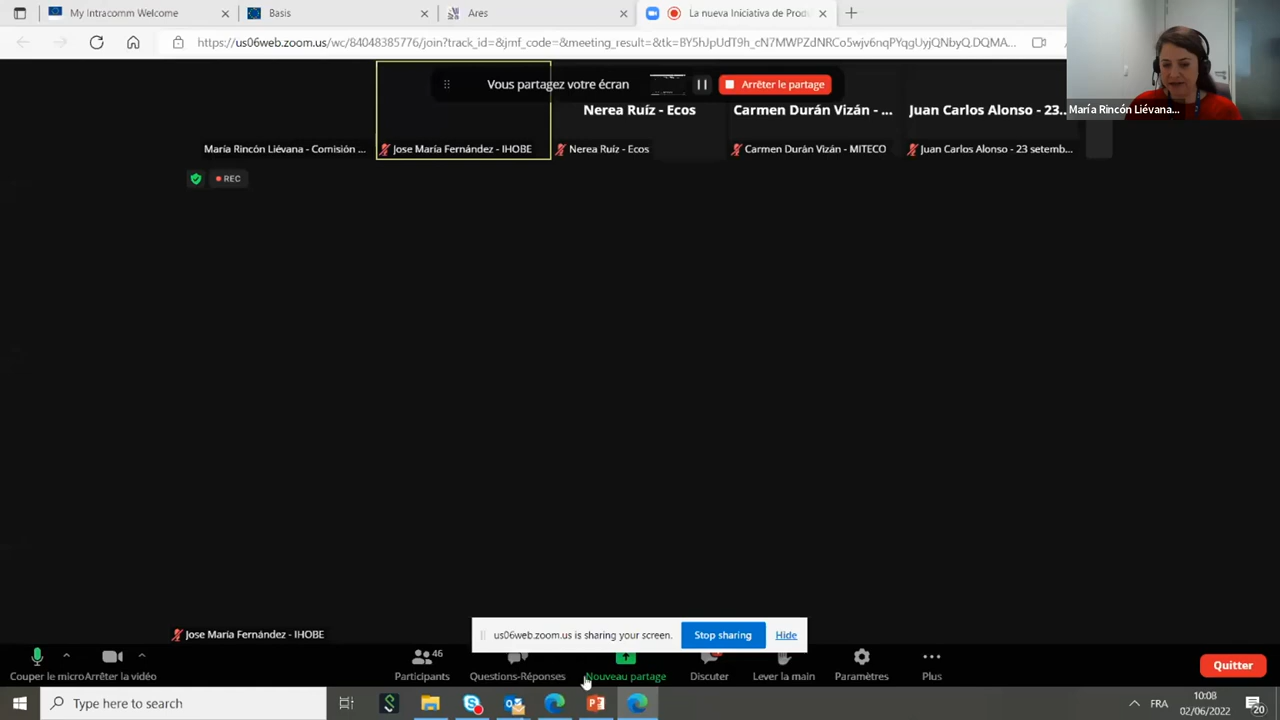 My Intracomm Welcome
Basis
Ares
La nueva Iniciativa de Prod
https://us06web.zoom.us/wc/84048385776/join?track_id=&jmf_code=&meeting_result=&tk=BY5hJpUdT9h_cN7MWPZdNRCo5wjv6nqPYqgUyjQNbyQ.DQMA...
Vous partagez votre écran
Arrêter le partage
Nerea Ruíz - Ecos
Carmen Durán Vizán - ...
Juan Carlos Alonso - 23...
María Rincón Liévana...
María Rincón Liévana - Comisión ...
Jose María Fernández - IHOBE
Nerea Ruíz - Ecos
Carmen Durán Vizán - MITECO
Juan Carlos Alonso - 23 setemb...
REC
Jose María Fernández - IHOBE
us06web.zoom.us is sharing your screen.
Stop sharing
Hide
46
Couper le micro
Arrêter la vidéo
Participants
Questions-Réponses
Nouveau partage
Discuter
Lever la main
Paramètres
Plus
Quitter
Type here to search
FRA
10:08
02/06/2022
20